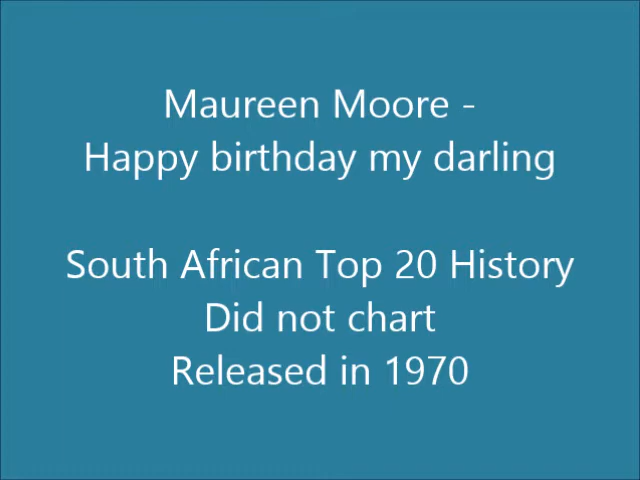 Maureen Moore -
Happy birthday my darling
South African Top 20 History
Did not chart
Released in 1970